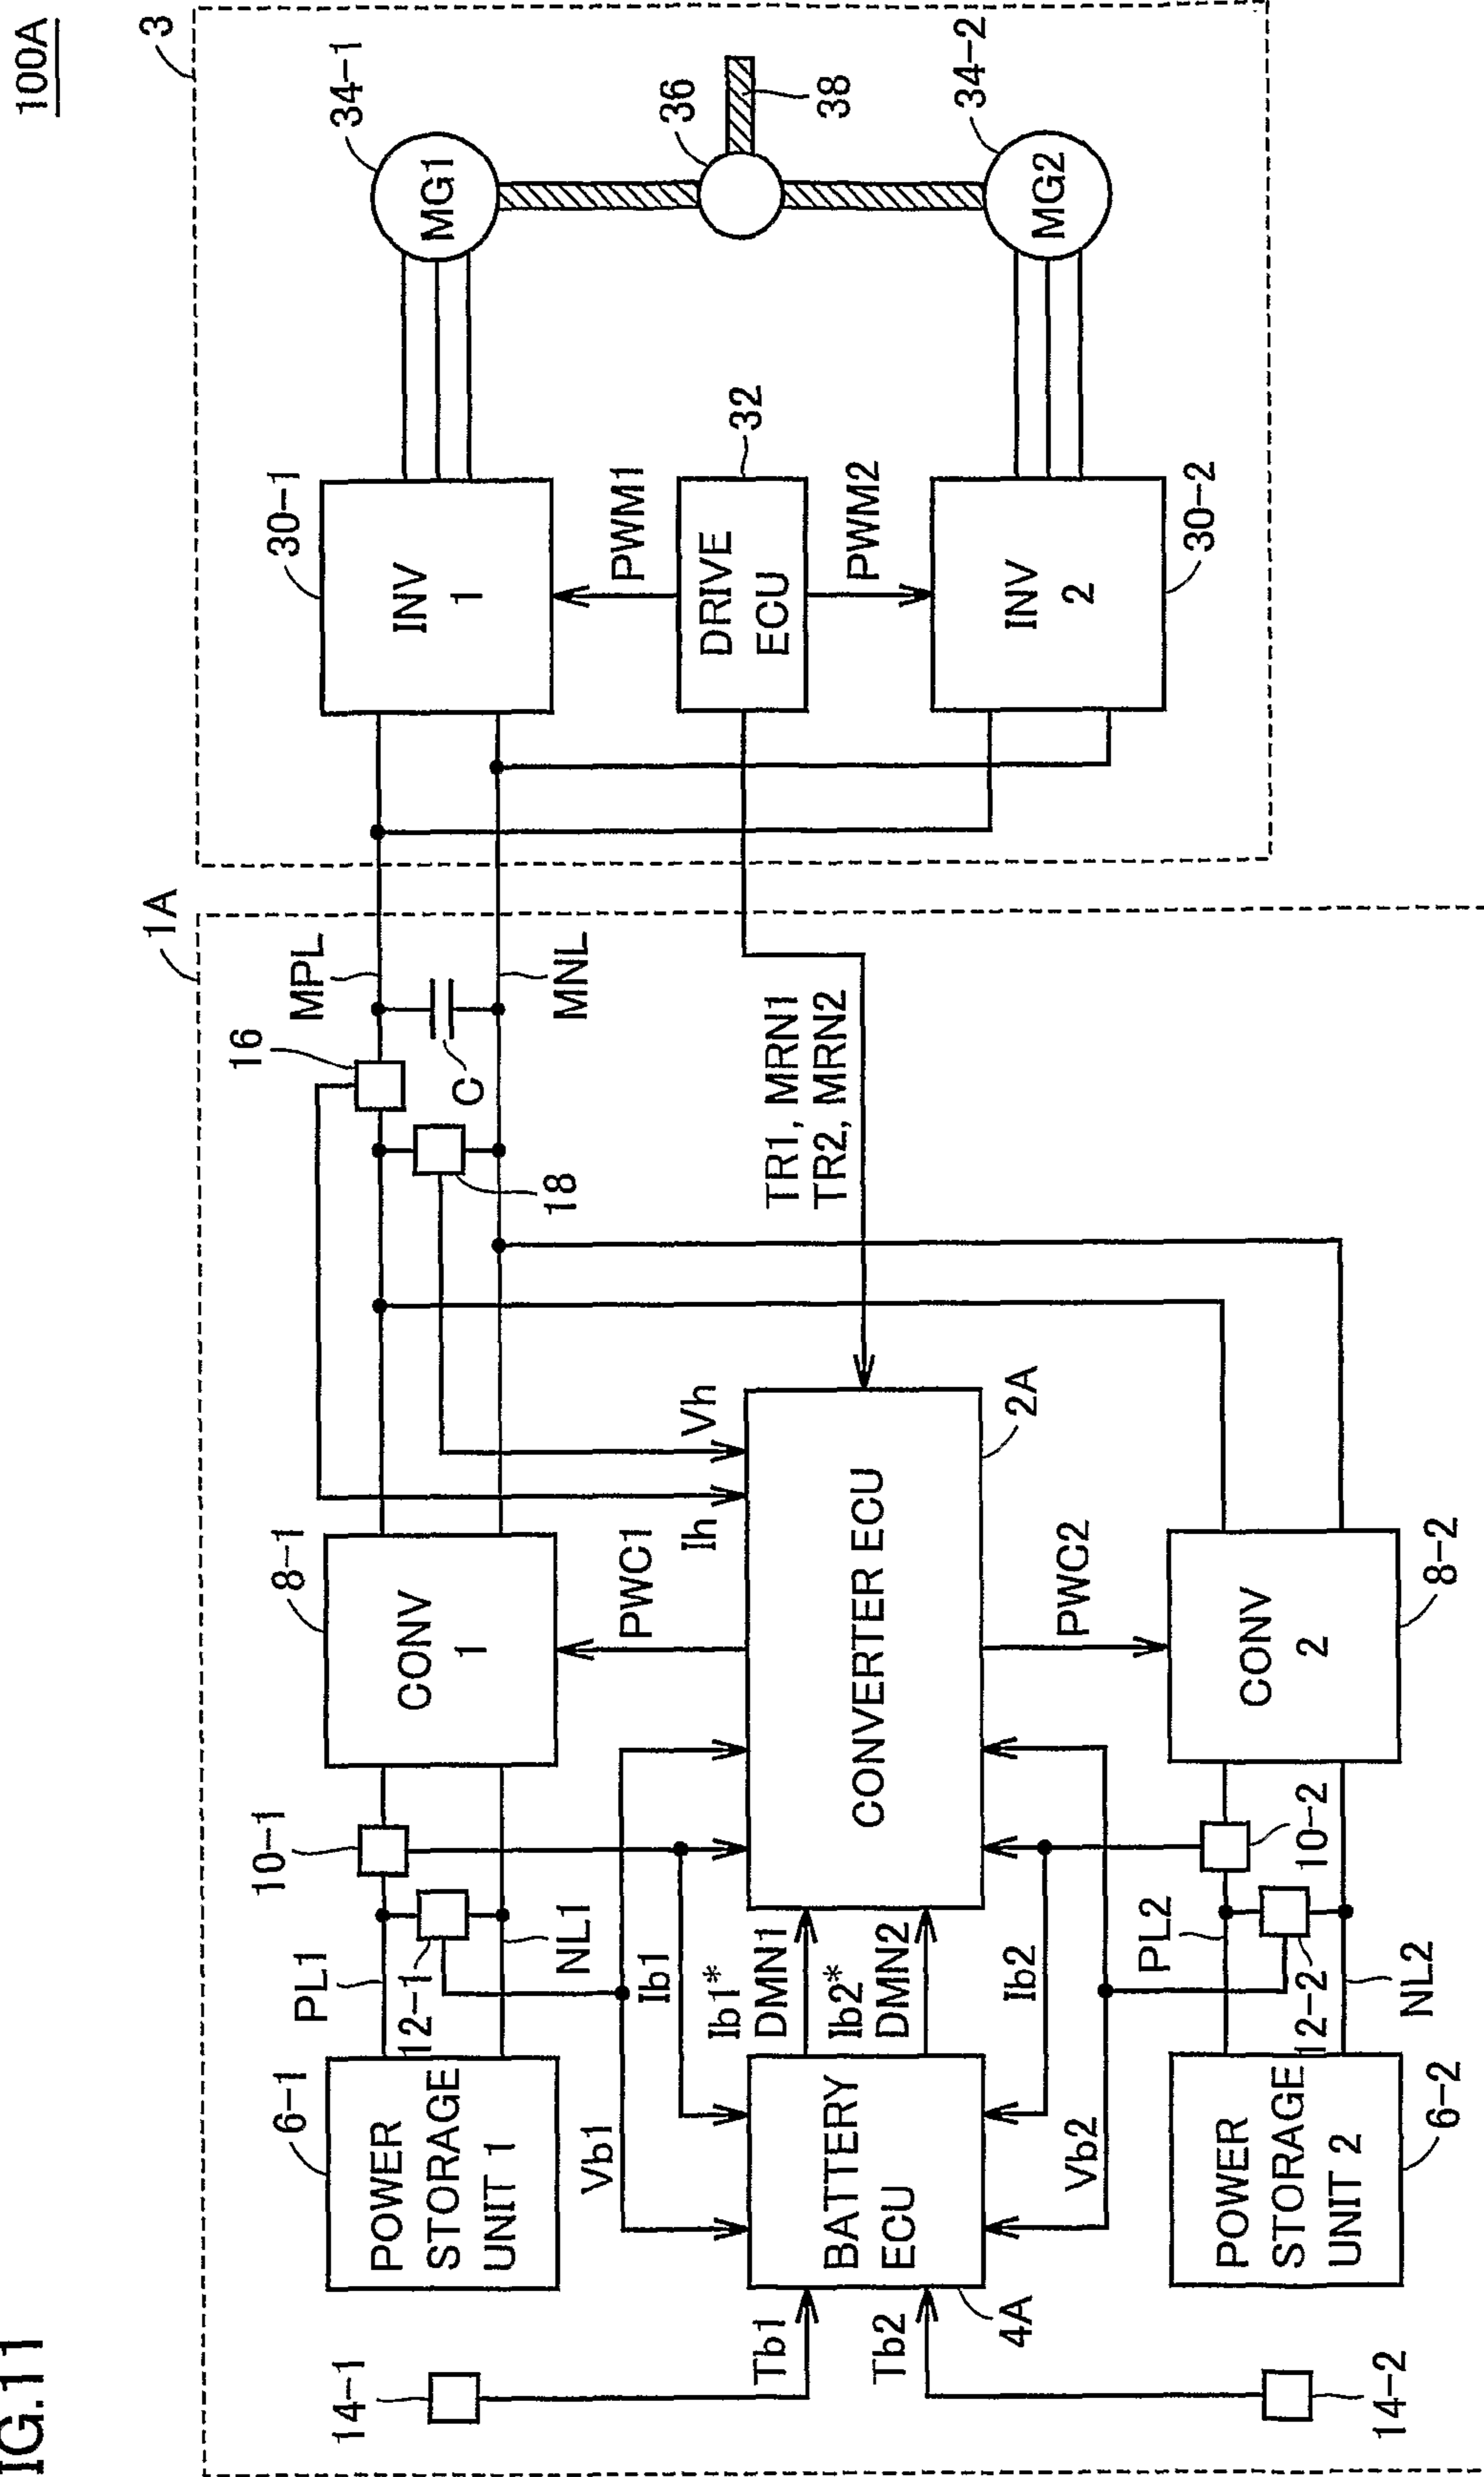 IG.11
100A
1A
3
16
MPL
8-1
10-1
PL1
6-1
30-1
34-1
POWER
STORAGE
UNIT 1
12-1
NL1
CONV
1
18
C
MNL
INV
1
MG1
14-1
Vb1
Ib1
PWC1
Ih
Vh
PWM1
36
Tb1
Ib1*
DMN1
TR1, MRN1
TR2, MRN2
32
38
BATTERY
ECU
CONVERTER ECU
DRIVE
ECU
Tb2
Ib2*
DMN2
PWM2
4A
2A
Ib2
Vb2
PWC2
34-2
PL2
POWER
STORAGE
UNIT 2
12-2
10-2
CONV
2
INV
2
MG2
14-2
6-2
NL2
8-2
30-2